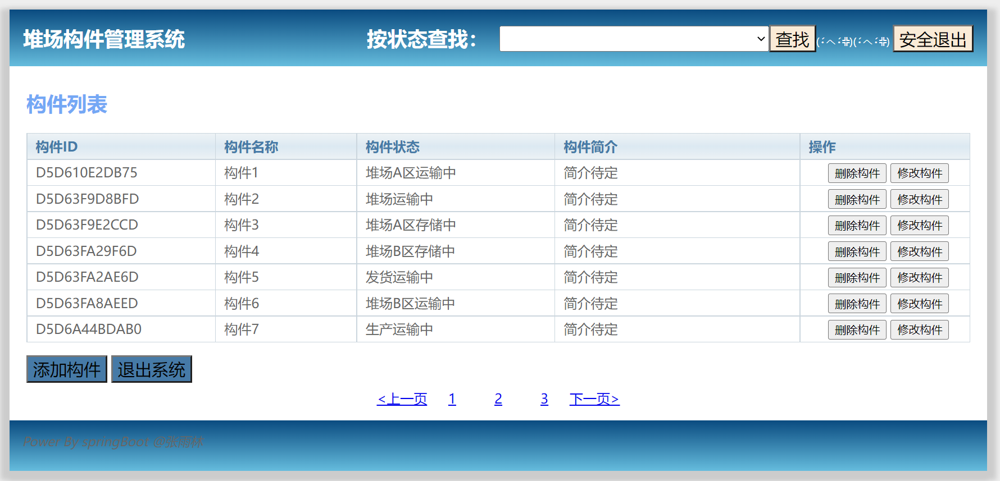 堆场构件管理系统 按状态查找： 查找 (ˊへˋ╬)(ˊへˋ╬) 安全退出
构件列表
构件ID 构件名称 构件状态 构件简介 操作
D5D610E2DB75 构件1 堆场A区运输中 简介待定 删除构件 修改构件
D5D63F9D8BFD 构件2 堆场运输中 简介待定 删除构件 修改构件
D5D63F9E2CCD 构件3 堆场A区存储中 简介待定 删除构件 修改构件
D5D63FA29F6D 构件4 堆场B区存储中 简介待定 删除构件 修改构件
D5D63FA2AE6D 构件5 发货运输中 简介待定 删除构件 修改构件
D5D63FA8AEED 构件6 堆场B区运输中 简介待定 删除构件 修改构件
D5D6A44BDAB0 构件7 生产运输中 简介待定 删除构件 修改构件
添加构件 退出系统
<上一页 1 2 3 下一页>
Power By springBoot @张雨林